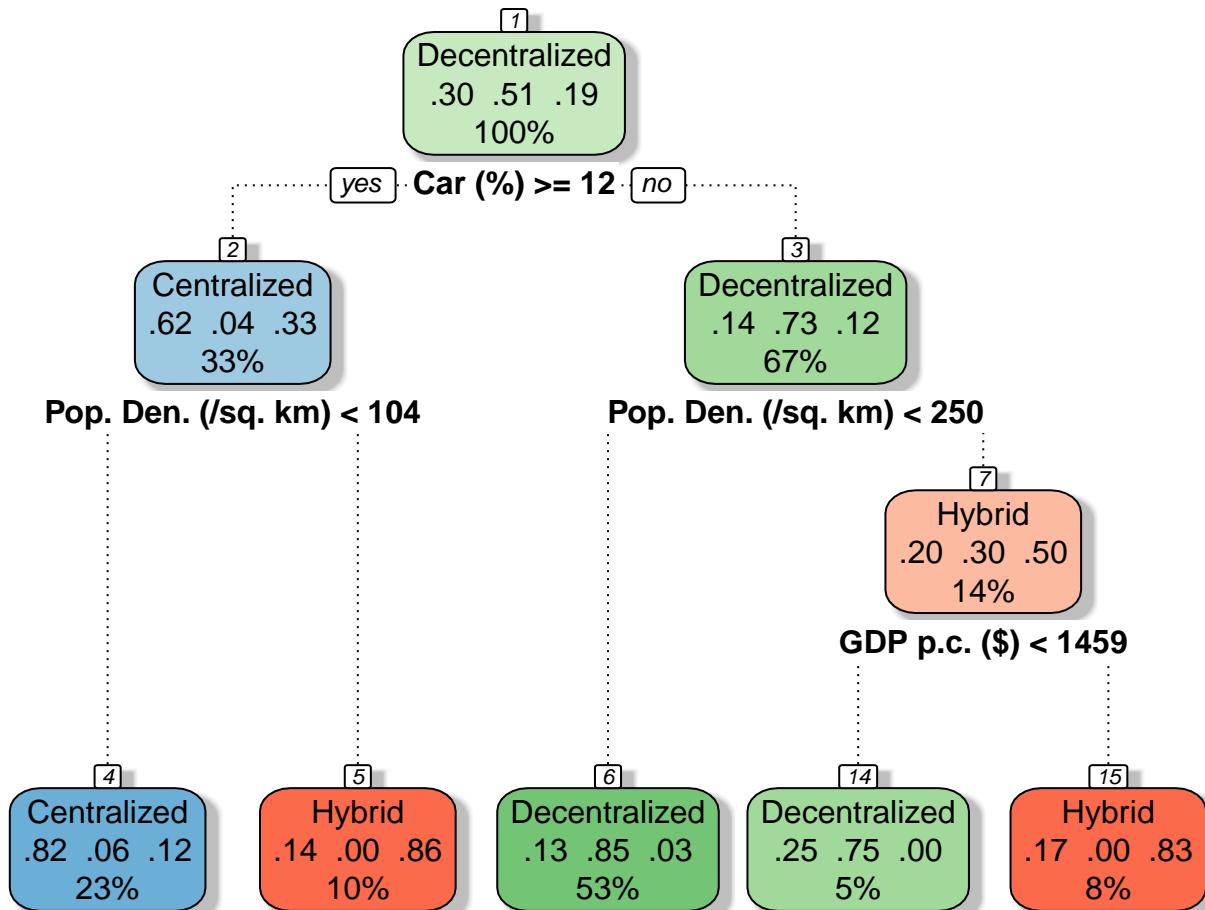 1
Decentralized
.30 .51 .19
100%
yes Car (%) >= 12 no
2
Centralized
.62 .04 .33
33%
3
Decentralized
.14 .73 .12
67%
Pop. Den. (/sq. km) < 104
Pop. Den. (/sq. km) < 250
7
Hybrid
.20 .30 .50
14%
GDP p.c. ($) < 1459
4
Centralized
.82 .06 .12
23%
5
Hybrid
.14 .00 .86
10%
6
Decentralized
.13 .85 .03
53%
14
Decentralized
.25 .75 .00
5%
15
Hybrid
.17 .00 .83
8%